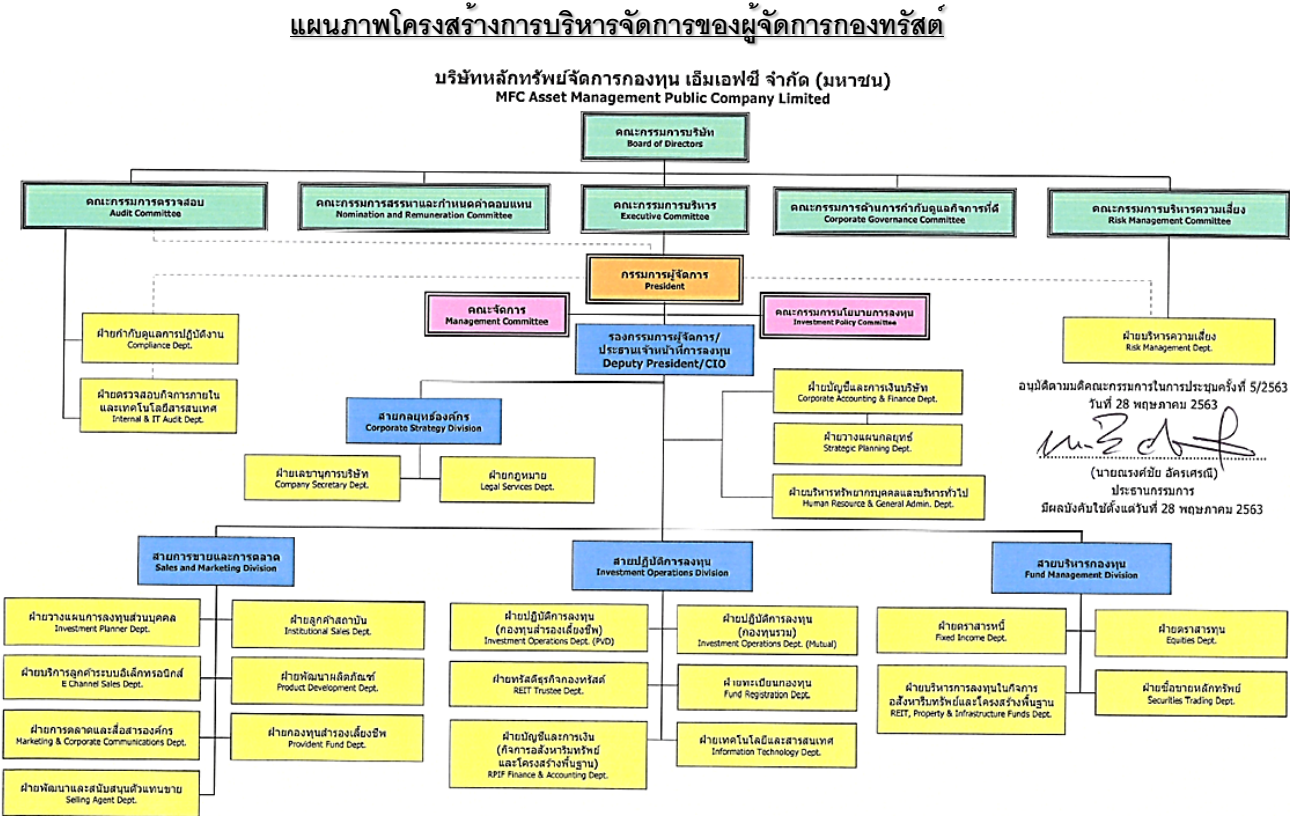 แผนภาพโครงสร้างการบริหารจัดการของผู้จัดการกองทรัสต์
บริษัทหลักทรัพย์จัดการกองทุน เอ็มเอฟซี จำกัด (มหาชน)
MFC Asset Management Public Company Limited
คณะกรรมการบริษัท
Board of Directors
คณะกรรมการตรวจสอบ
Audit Committee
คณะกรรมการสรรหาและกำหนดค่าตอบแทน
Nomination and Remuneration Committee
คณะกรรมการบริหาร
Executive Committee
คณะกรรมการด้านการกำกับดูแลกิจการที่ดี
Corporate Governance Committee
คณะกรรมการบริหารความเสี่ยง
Risk Management Committee
กรรมการผู้จัดการ
President
คณะจัดการ
Management Committee
คณะกรรมการนโยบายการลงทุน
Investment Policy Committee
รองกรรมการผู้จัดการ/
ประธานเจ้าหน้าที่การลงทุน
Deputy President/CIO
ฝ่ายกำกับดูแลการปฏิบัติงาน
Compliance Dept.
ฝ่ายบริหารความเสี่ยง
Risk Management Dept.
ฝ่ายตรวจสอบกิจการภายใน
และเทคโนโลยีสารสนเทศ
Internal & IT Audit Dept.
สายกลยุทธ์องค์กร
Corporate Strategy Division
ฝ่ายเลขานุการบริษัท
Company Secretary Dept.
ฝ่ายกฎหมาย
Legal Services Dept.
ฝ่ายบัญชีและการเงินบริษัท
Corporate Accounting & Finance Dept.
ฝ่ายวางแผนกลยุทธ์
Strategic Planning Dept.
ฝ่ายบริหารทรัพยากรบุคคลและบริหารทั่วไป
Human Resource & General Admin. Dept.
อนุมัติตามมติคณะกรรมการในการประชุมครั้งที่ 5/2563
วันที่ 28 พฤษภาคม 2563
(นายณรงค์ชัย อัครเศรณี)
ประธานกรรมการ
มีผลบังคับใช้ตั้งแต่วันที่ 28 พฤษภาคม 2563
สายการขายและการตลาด
Sales and Marketing Division
ฝ่ายวางแผนการลงทุนส่วนบุคคล
Investment Planner Dept.
ฝ่ายลูกค้าสถาบัน
Institutional Sales Dept.
ฝ่ายบริการลูกค้าระบบอิเล็กทรอนิกส์
E Channel Sales Dept.
ฝ่ายพัฒนาผลิตภัณฑ์
Product Development Dept.
ฝ่ายการตลาดและสื่อสารองค์กร
Marketing & Corporate Communications Dept.
ฝ่ายกองทุนสำรองเลี้ยงชีพ
Provident Fund Dept.
ฝ่ายพัฒนาและสนับสนุนตัวแทนขาย
Selling Agent Dept.
สายปฏิบัติการลงทุน
Investment Operations Division
ฝ่ายปฏิบัติการลงทุน
(กองทุนสำรองเลี้ยงชีพ)
Investment Operations Dept. (PVD)
ฝ่ายปฏิบัติการลงทุน
(กองทุนรวม)
Investment Operations Dept. (Mutual)
ฝ่ายทรัสตีธุรกิจกองทรัสต์
REIT Trustee Dept.
ฝ่ายทะเบียนกองทุน
Fund Registration Dept.
ฝ่ายบัญชีและการเงิน
(กิจการอสังหาริมทรัพย์
และโครงสร้างพื้นฐาน)
RPIF Finance & Accounting Dept.
ฝ่ายเทคโนโลยีและสารสนเทศ
Information Technology Dept.
สายบริหารกองทุน
Fund Management Division
ฝ่ายตราสารหนี้
Fixed Income Dept.
ฝ่ายตราสารทุน
Equities Dept.
ฝ่ายบริหารการลงทุนในกิจการ
อสังหาริมทรัพย์และโครงสร้างพื้นฐาน
REIT, Property & Infrastructure Funds Dept.
ฝ่ายซื้อขายหลักทรัพย์
Securities Trading Dept.